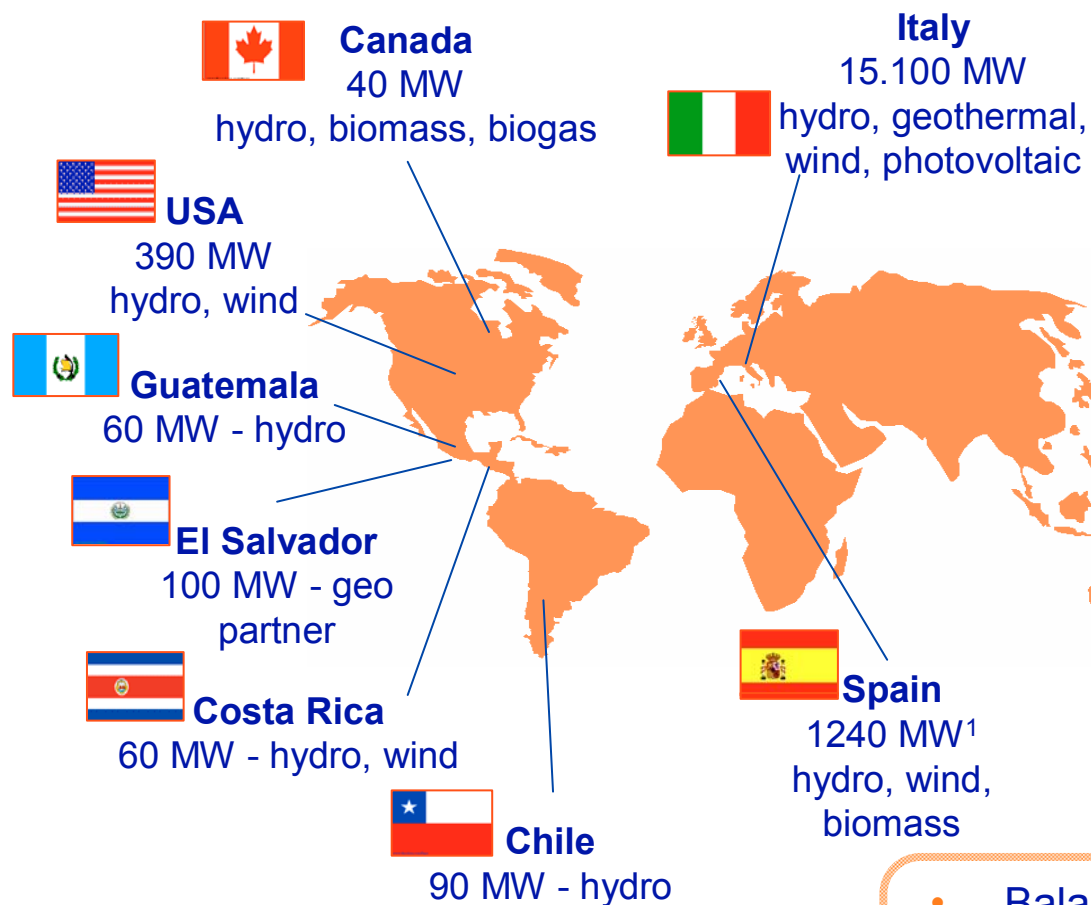 Canada
40 MW
hydro, biomass, biogas
Italy
15.100 MW
hydro, geothermal,
wind, photovoltaic
USA
390 MW
hydro, wind
Guatemala
60 MW - hydro
El Salvador
100 MW - geo
partner
Costa Rica
60 MW - hydro, wind
Chile
90 MW - hydro
Spain
1240 MW¹
hydro, wind,
biomass
• Bala